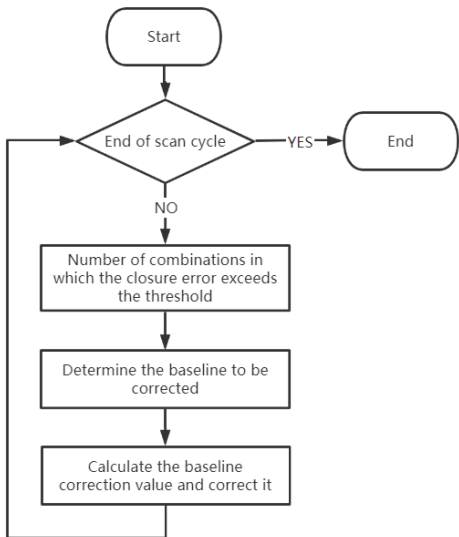 Start
End of scan cycle
YES
End
NO
Number of combinations in
which the closure error exceeds
the threshold
Determine the baseline to be
corrected
Calculate the baseline
correction value and correct it